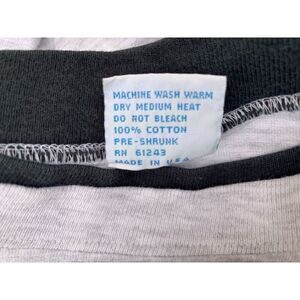 MACHINE WASH WARM
DRY MEDIUM HEAT
DO NOT BLEACH
100% COTTON
PRE-SHRUNK
RN 61243
MADE IN U.S.A.